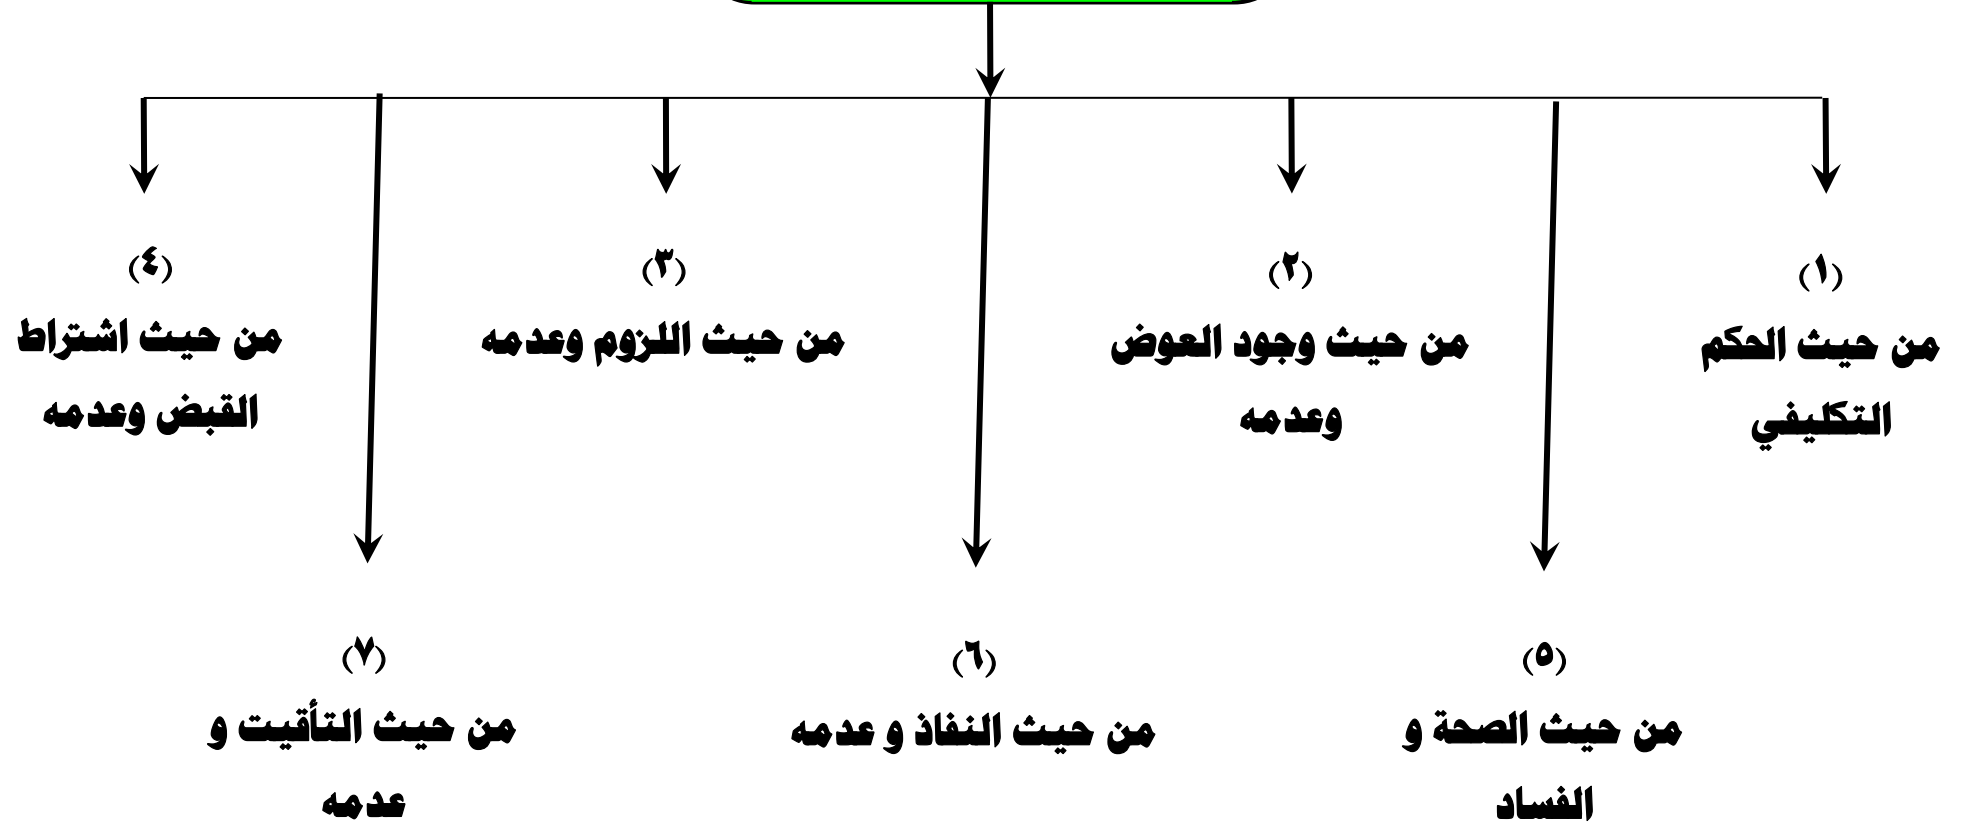 (١)
من حيث الحكم
التكليفي
(٢)
من حيث وجود العوض
وعدمه
(٣)
من حيث اللزوم وعدمه
(٤)
من حيث اشتراط
القبض وعدمه
(٥)
من حيث الصحة و
الفساد
(٦)
من حيث النفاذ و عدمه
(٧)
من حيث التأقيت و
عدمه